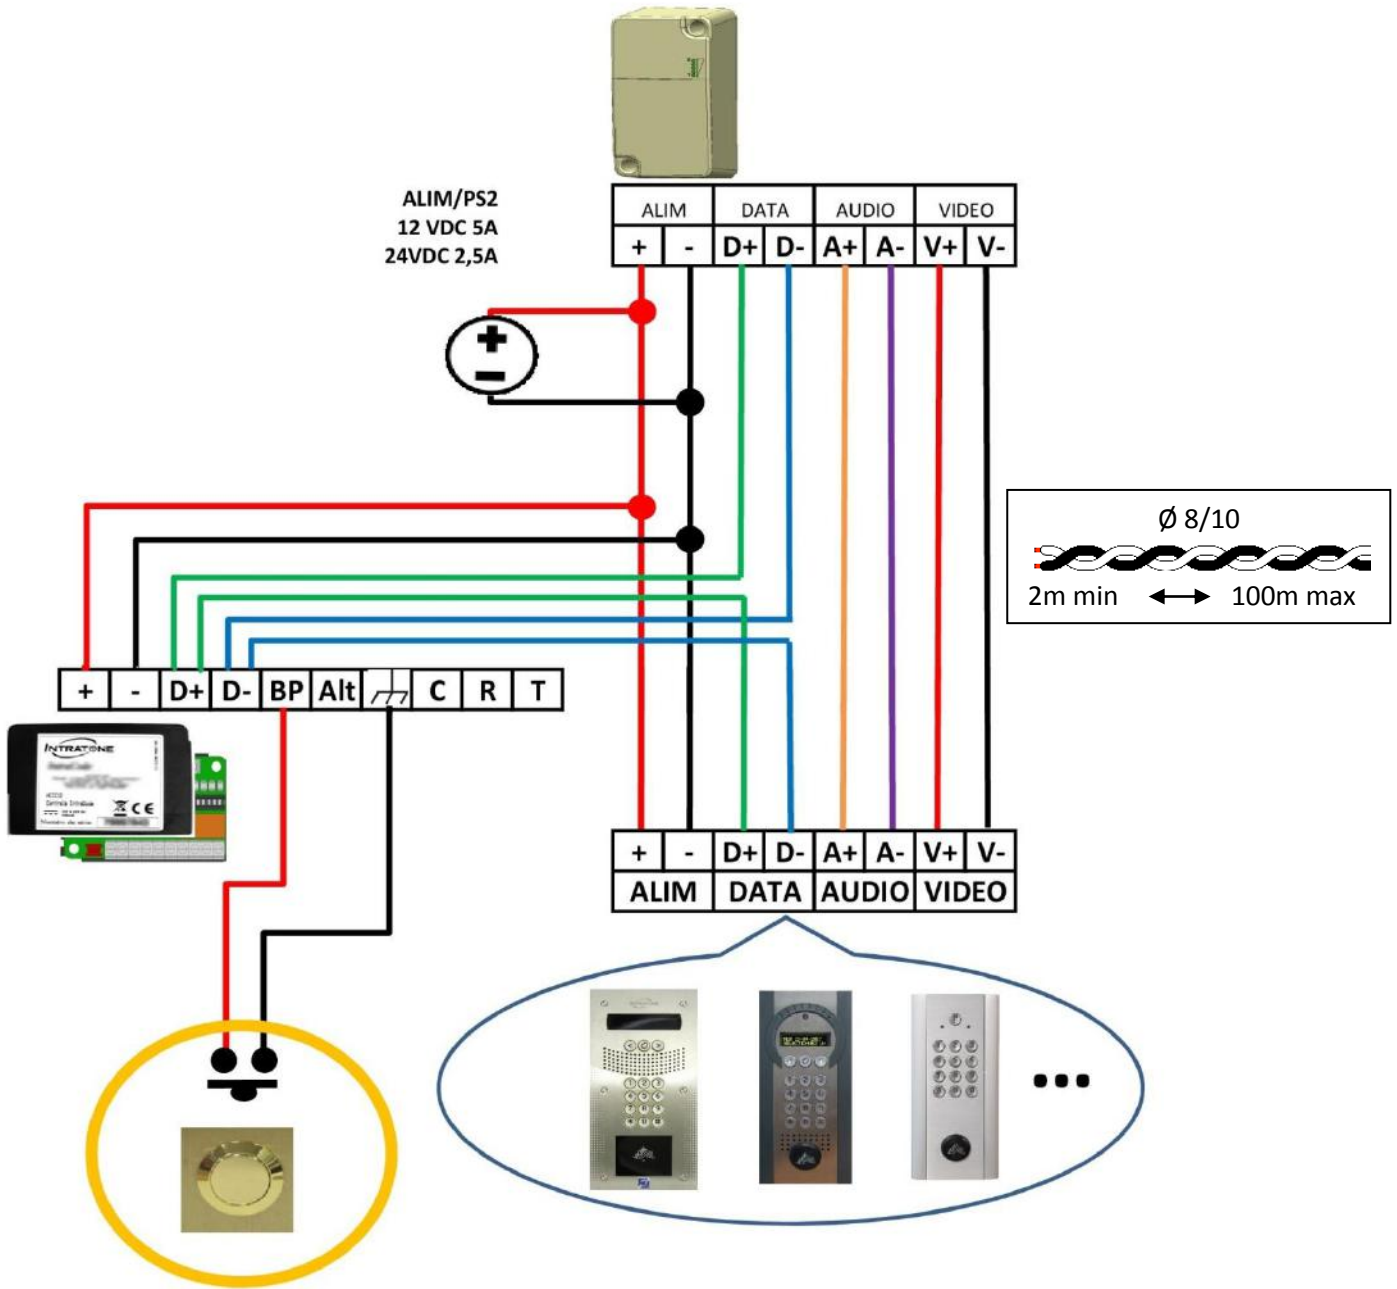 ALIM/PS2
12 VDC 5A
24VDC 2,5A
ALIM DATA AUDIO VIDEO
+ - D+ D- A+ A- V+ V-
+
-
Ø 8/10
2m min 100m max
+ - D+ D- BP Alt C R T
INTRATONE
+ - D+ D- A+ A- V+ V-
ALIM DATA AUDIO VIDEO